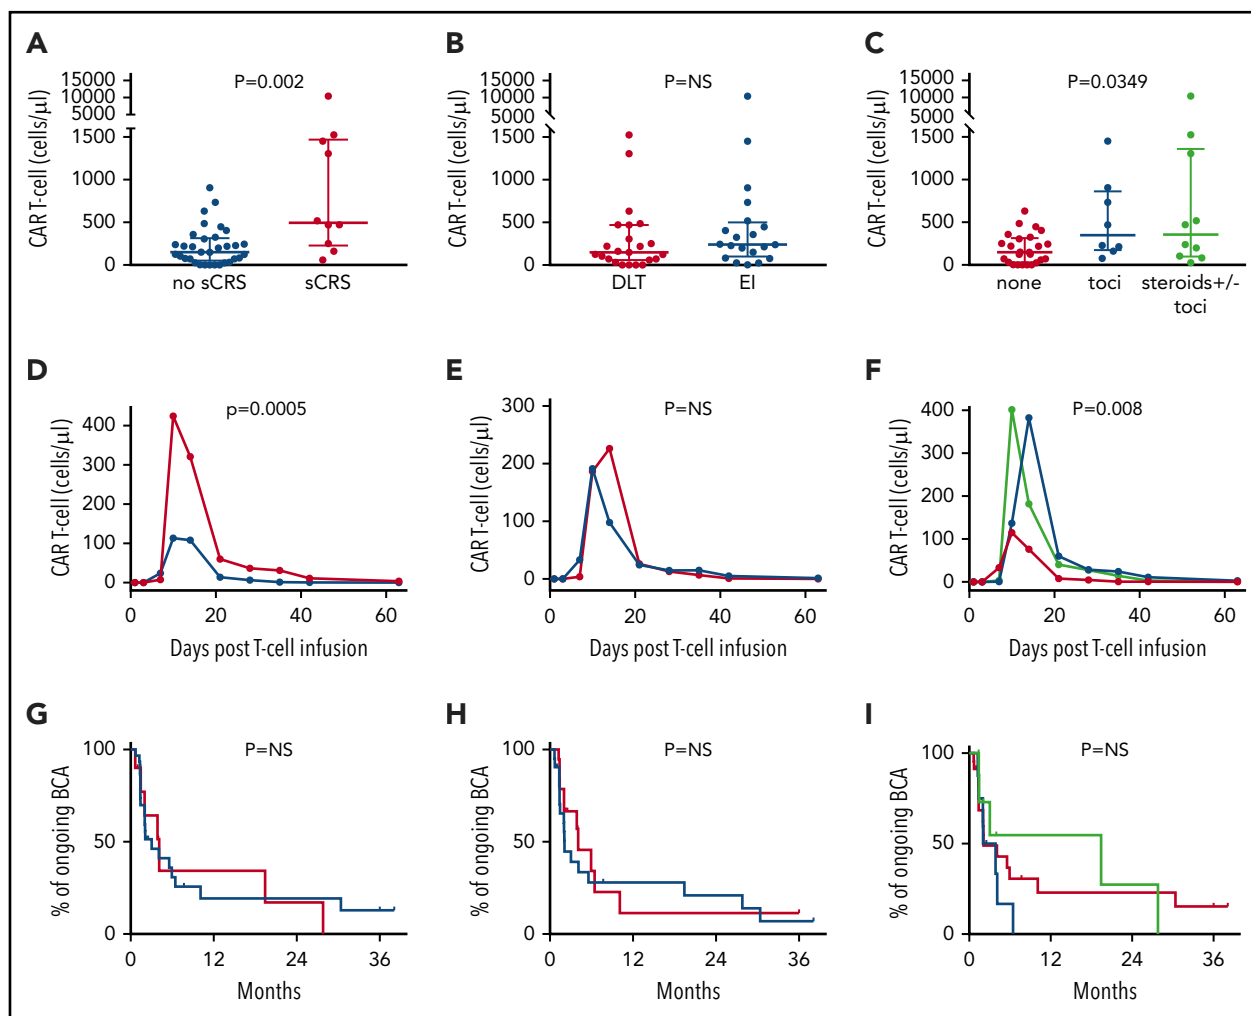 A
P=0.002
CAR T-cell (cells/µl)
15000
10000
5000
1500
1000
500
0
no sCRS
sCRS
B
P=NS
CAR T-cell (cells/µl)
15000
10000
5000
1500
1000
500
0
DLT
EI
C
P=0.0349
CAR T-cell (cells/µl)
15000
10000
5000
1500
1000
500
0
none
toci
steroids+/-
toci
D
p=0.0005
CAR T-cell (cells/µl)
400
300
200
100
0
0 20 40 60
Days post T-cell infusion
E
P=NS
CAR T-cell (cells/µl)
300
200
100
0
0 20 40 60
Days post T-cell infusion
F
P=0.008
CAR T-cell (cells/µl)
400
300
200
100
0
0 20 40 60
Days post T-cell infusion
G
P=NS
% of ongoing BCA
100
50
0
0 12 24 36
Months
H
P=NS
% of ongoing BCA
100
50
0
0 12 24 36
Months
I
P=NS
% of ongoing BCA
100
50
0
0 12 24 36
Months